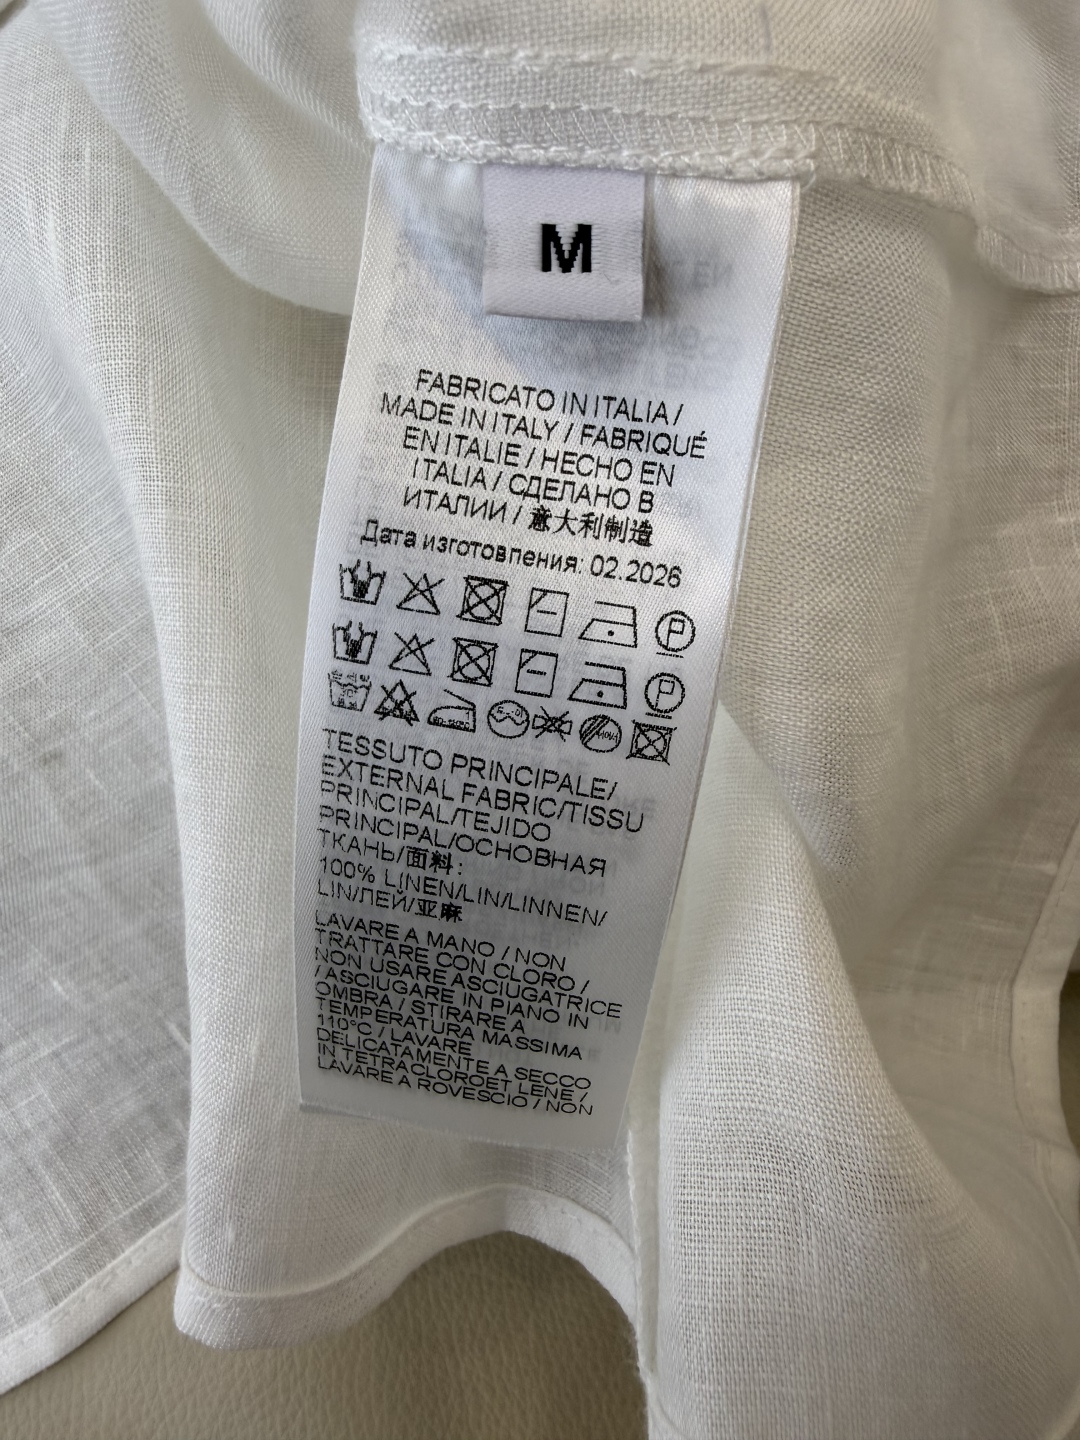 M
FABRICATO IN ITALIA /
MADE IN ITALY / FABRIQUÉ
EN ITALIE / HECHO EN
ITALIA / СДЕЛАНО В
ИТАЛИИ / 意大利制造
Дата изготовления: 02.2026
TESSUTO PRINCIPALE/
EXTERNAL FABRIC/TISSU
PRINCIPAL/TEJIDO
PRINCIPAL/ОСНОВНАЯ
ТКАНЬ/面料:
100% LINEN/LIN/LINNEN/
LIN/ЛЕЙ/亚麻
LAVARE A MANO / NON
TRATTARE CON CLORO /
NON USARE ASCIUGATRICE
/ ASCIUGARE IN PIANO IN
OMBRA / STIRARE A
TEMPERATURA MASSIMA
110°C / LAVARE
DELICATAMENTE A SECCO
IN TETRACLOROET LENE /
LAVARE A ROVESCIO / NON